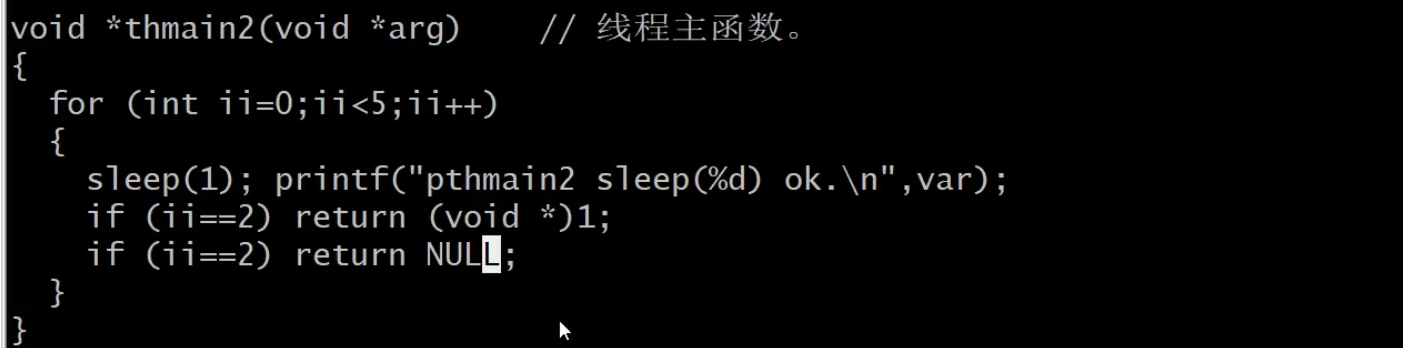 void *thmain2(void *arg)    // 线程主函数。
{
  for (int ii=0;ii<5;ii++)
  {
    sleep(1); printf("pthmain2 sleep(%d) ok.\n",var);
    if (ii==2) return (void *)1;
    if (ii==2) return NULL;
  }
}